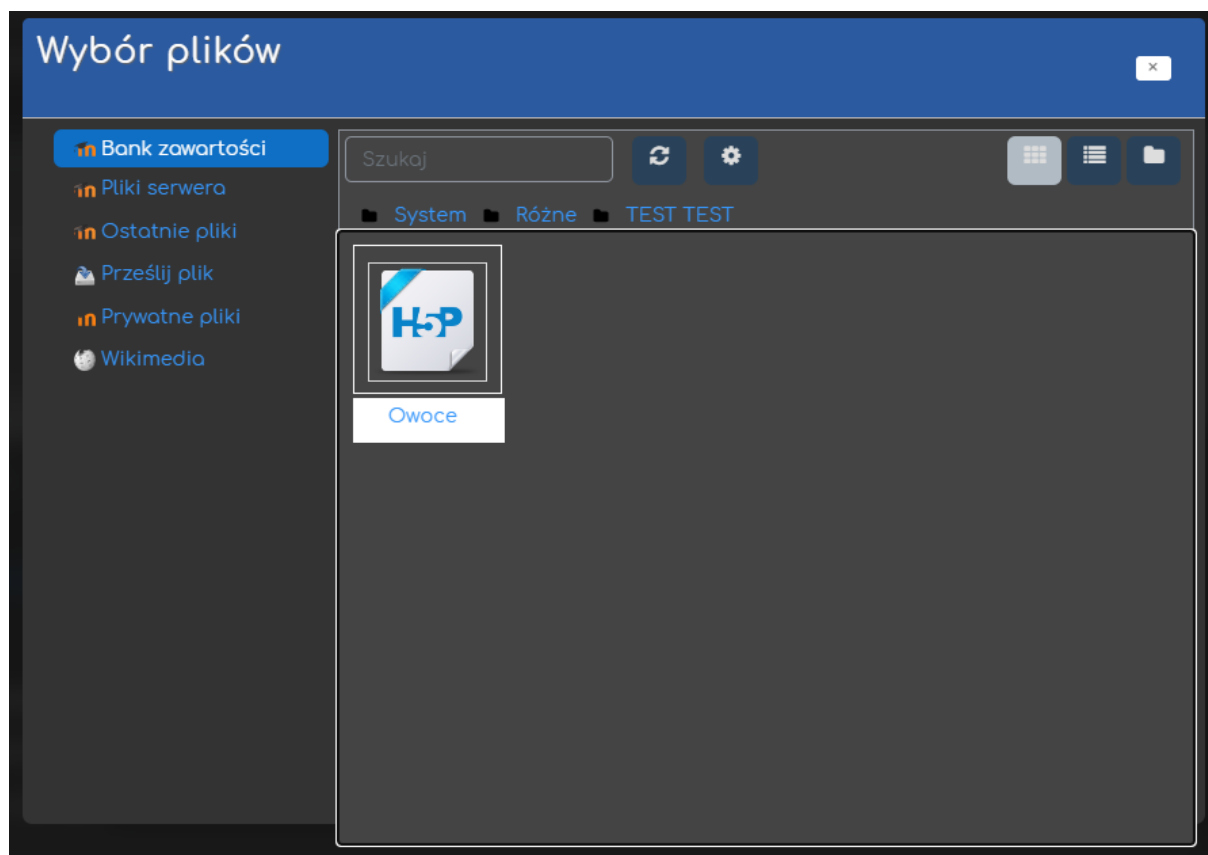 Wybór plików
×
Bank zawartości
Pliki serwera
Ostatnie pliki
Prześlij plik
Prywatne pliki
Wikimedia
Szukaj
System Różne TEST TEST
H5P
Owoce